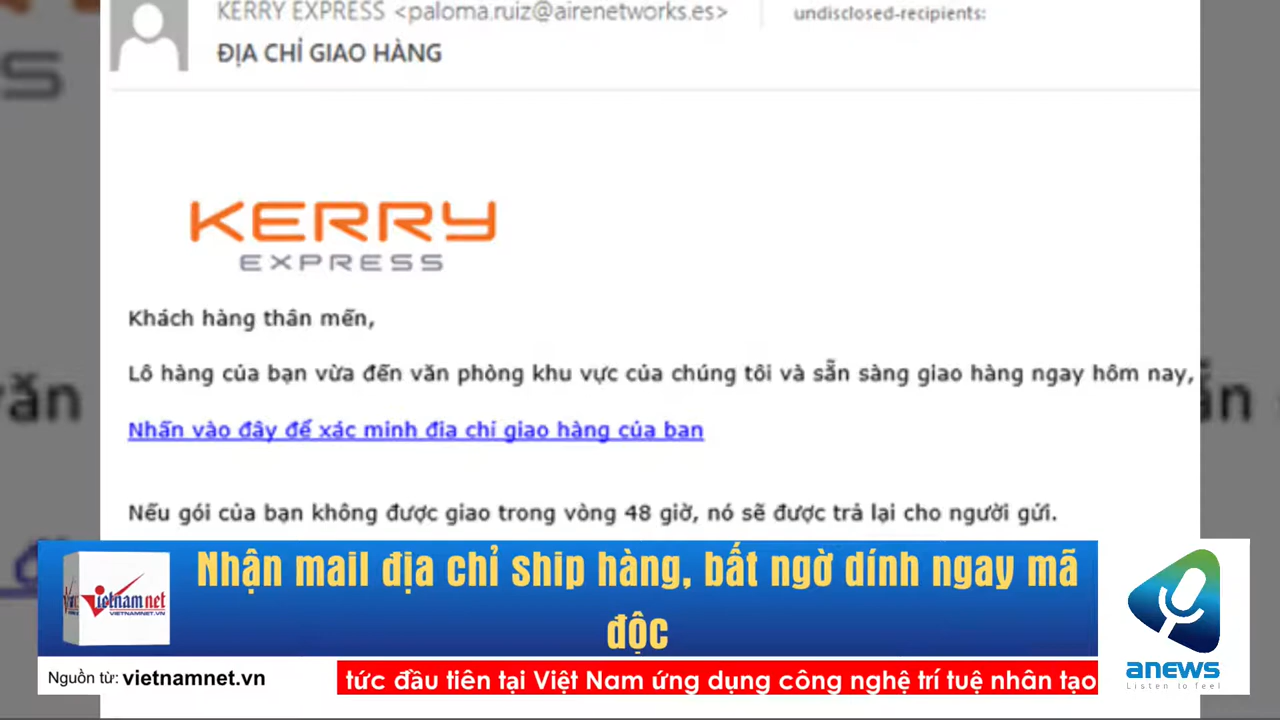 KERRY EXPRESS <paloma.ruiz@airenetworks.es>
undisclosed-recipients:
ĐỊA CHỈ GIAO HÀNG
KERRY
EXPRESS
Khách hàng thân mến,
Lô hàng của bạn vừa đến văn phòng khu vực của chúng tôi và sẵn sàng giao hàng ngay hôm nay,
Nhấn vào đây để xác minh địa chỉ giao hàng của bạn
Nếu gói của bạn không được giao trong vòng 48 giờ, nó sẽ được trả lại cho người gửi.
Nhận mail địa chỉ ship hàng, bất ngờ dính ngay mã
độc
Vietnamnet
VIETNAMNET.VN
Nguồn từ: vietnamnet.vn
tức đầu tiên tại Việt Nam ứng dụng công nghệ trí tuệ nhân tạo
anews
Listen to feel